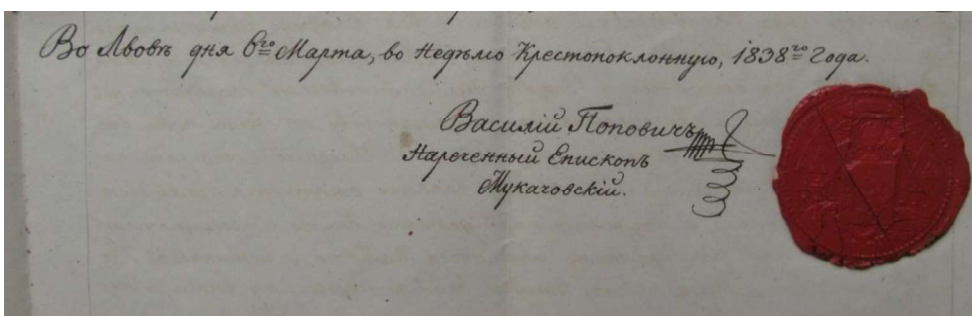 Во Львовѣ дня 6го Марта, во Недѣлю Крестопоклонную, 1838го Года.
Василій Поповичъ
Нареченный Епископъ
Мукачовскій.